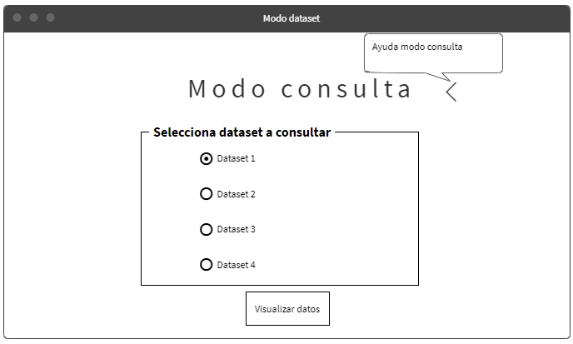 Modo dataset
Ayuda modo consulta
Modo consulta
Selecciona dataset a consultar
Dataset 1
Dataset 2
Dataset 3
Dataset 4
Visualizar datos